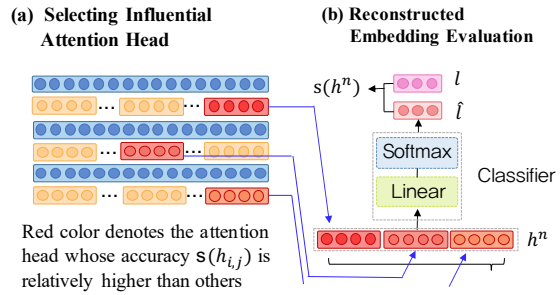 (a) Selecting Influential
Attention Head
(b) Reconstructed
Embedding Evaluation
... ...
... ...
... ...
Red color denotes the attention
head whose accuracy s(h_{i,j}) is
relatively higher than others
s(h^n)
l
l̂
Softmax
Linear
Classifier
h^n